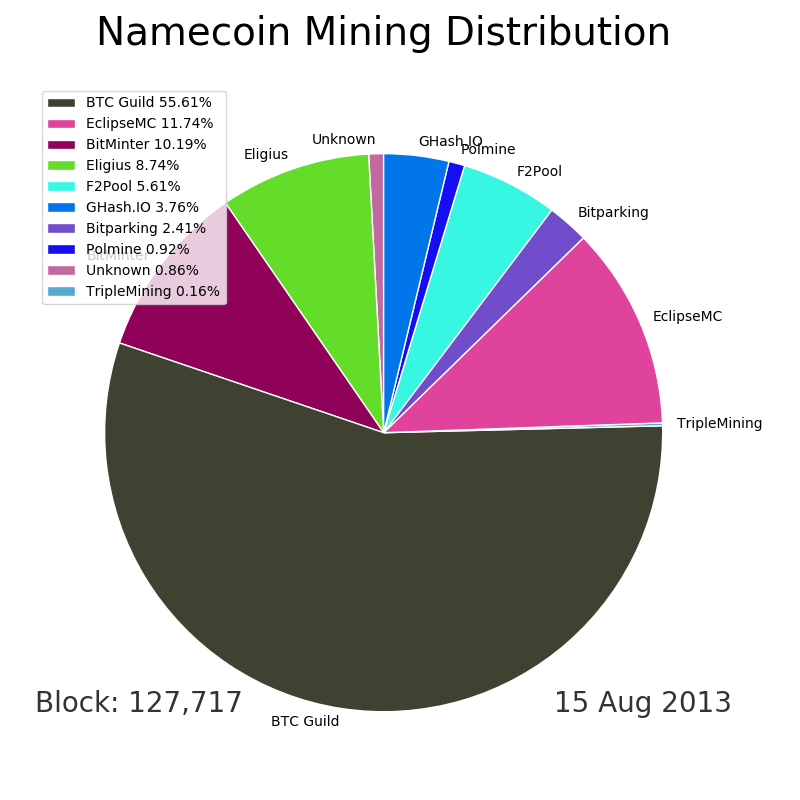 Namecoin Mining Distribution
BTC Guild 55.61%
EclipseMC 11.74%
BitMinter 10.19%
Eligius 8.74%
F2Pool 5.61%
GHash.IO 3.76%
Bitparking 2.41%
Polmine 0.92%
Unknown 0.86%
TripleMining 0.16%
Unknown
GHash.IO
Polmine
Eligius
F2Pool
Bitparking
BitMinter
EclipseMC
TripleMining
Block: 127,717
15 Aug 2013
BTC Guild